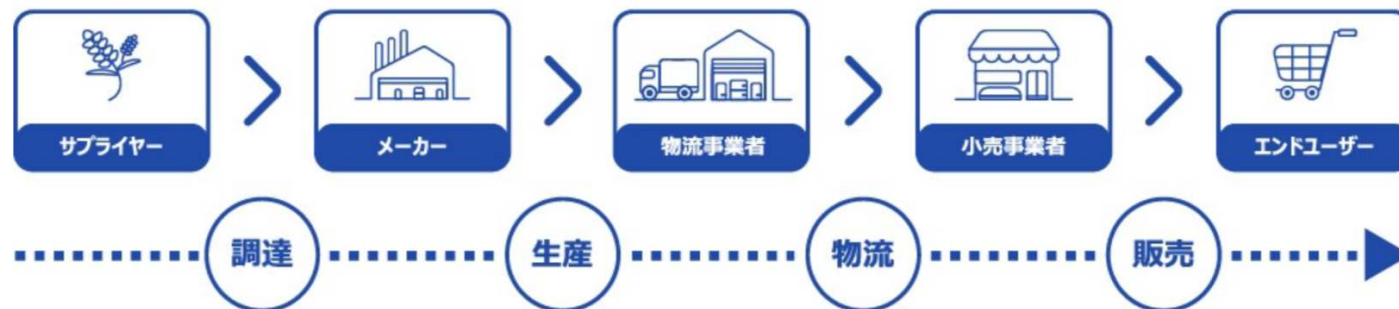 サプライヤー
メーカー
物流事業者
小売事業者
エンドユーザー
調達
生産
物流
販売